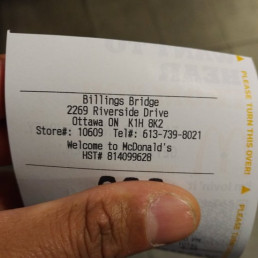 Billings Bridge
2269 Riverside Drive
Ottawa ON K1H 8K2
Store#: 10609 Tel#: 613-739-8021
Welcome to McDonald's
HST# 814099628
PLEASE TURN THIS OVER!
PLEASE